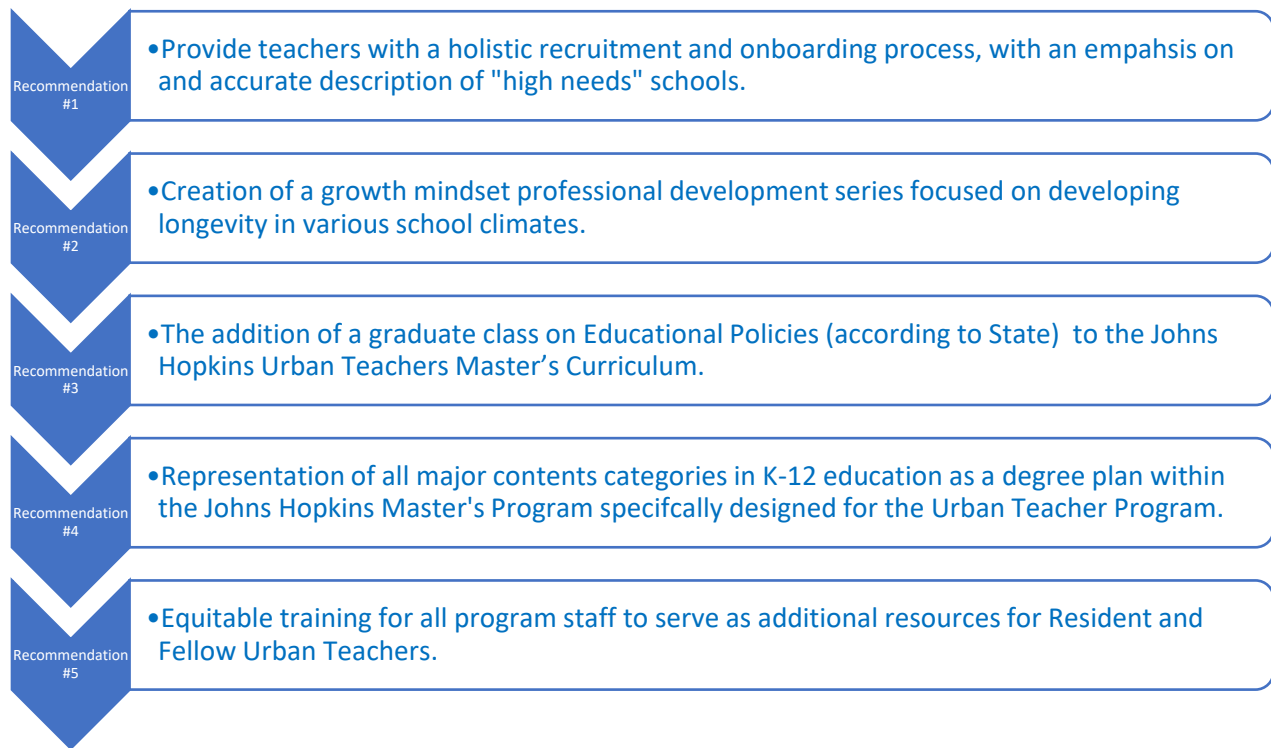 Recommendation
#1
•Provide teachers with a holistic recruitment and onboarding process, with an empahsis on
and accurate description of "high needs" schools.
Recommendation
#2
•Creation of a growth mindset professional development series focused on developing
longevity in various school climates.
Recommendation
#3
•The addition of a graduate class on Educational Policies (according to State)  to the Johns
Hopkins Urban Teachers Master’s Curriculum.
Recommendation
#4
•Representation of all major contents categories in K-12 education as a degree plan within
the Johns Hopkins Master's Program specifcally designed for the Urban Teacher Program.
Recommendation
#5
•Equitable training for all program staff to serve as additional resources for Resident and
Fellow Urban Teachers.